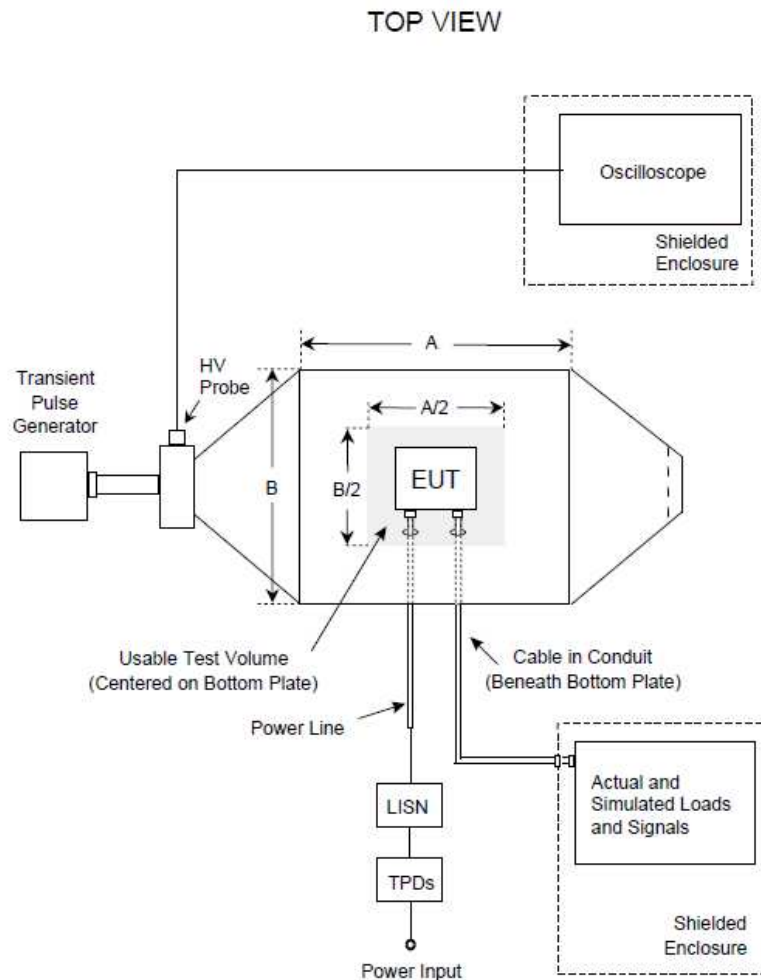 TOP VIEW
Oscilloscope
Shielded
Enclosure
A
HV
Probe
Transient
Pulse
Generator
A/2
B
B/2
EUT
Usable Test Volume
(Centered on Bottom Plate)
Cable in Conduit
(Beneath Bottom Plate)
Power Line
Actual and
Simulated Loads
and Signals
LISN
TPDs
Shielded
Enclosure
Power Input